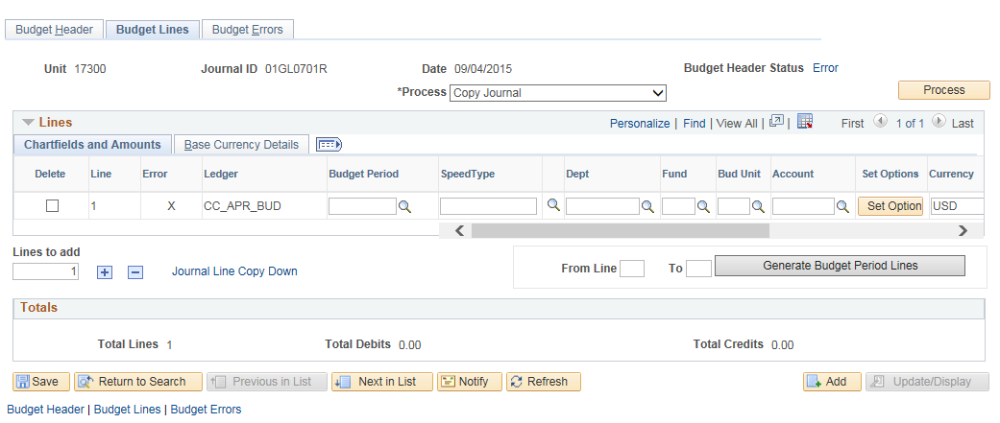 Budget Header Budget Lines Budget Errors
Unit 17300 Journal ID 01GL0701R Date 09/04/2015 Budget Header Status Error
*Process Copy Journal Process
Lines Personalize | Find | View All | | First 1 of 1 Last
Chartfields and Amounts Base Currency Details
Delete Line Error Ledger Budget Period SpeedType Dept Fund Bud Unit Account Set Options Currency
1 X CC_APR_BUD Set Option USD
Lines to add
1 Journal Line Copy Down From Line To Generate Budget Period Lines
Totals
Total Lines 1 Total Debits 0.00 Total Credits 0.00
Save Return to Search Previous in List Next in List Notify Refresh Add Update/Display
Budget Header | Budget Lines | Budget Errors